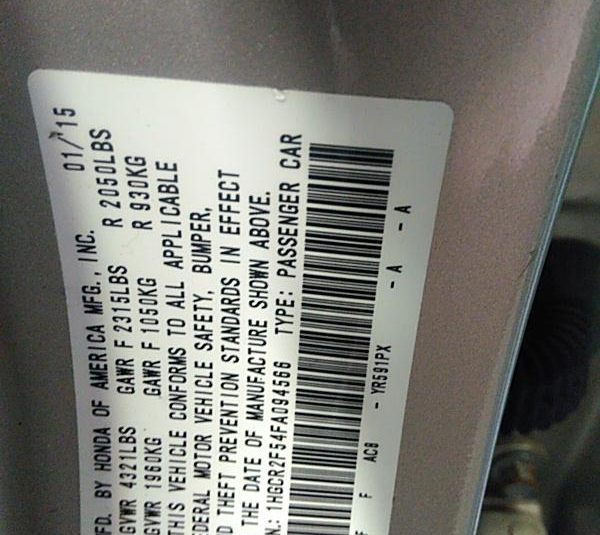 FD. BY HONDA OF AMERICA MFG., INC. 01/15
GVWR 4321LBS GAWR F 2315LBS R 2050LBS
GVWR 1960KG GAWR F 1050KG R 930KG
THIS VEHICLE CONFORMS TO ALL APPLICABLE
EDERAL MOTOR VEHICLE SAFETY, BUMPER,
D THEFT PREVENTION STANDARDS IN EFFECT
THE DATE OF MANUFACTURE SHOWN ABOVE.
N.: 1HGCR2F54FA094566 TYPE: PASSENGER CAR
F F AC8 - YR591PX - A - A